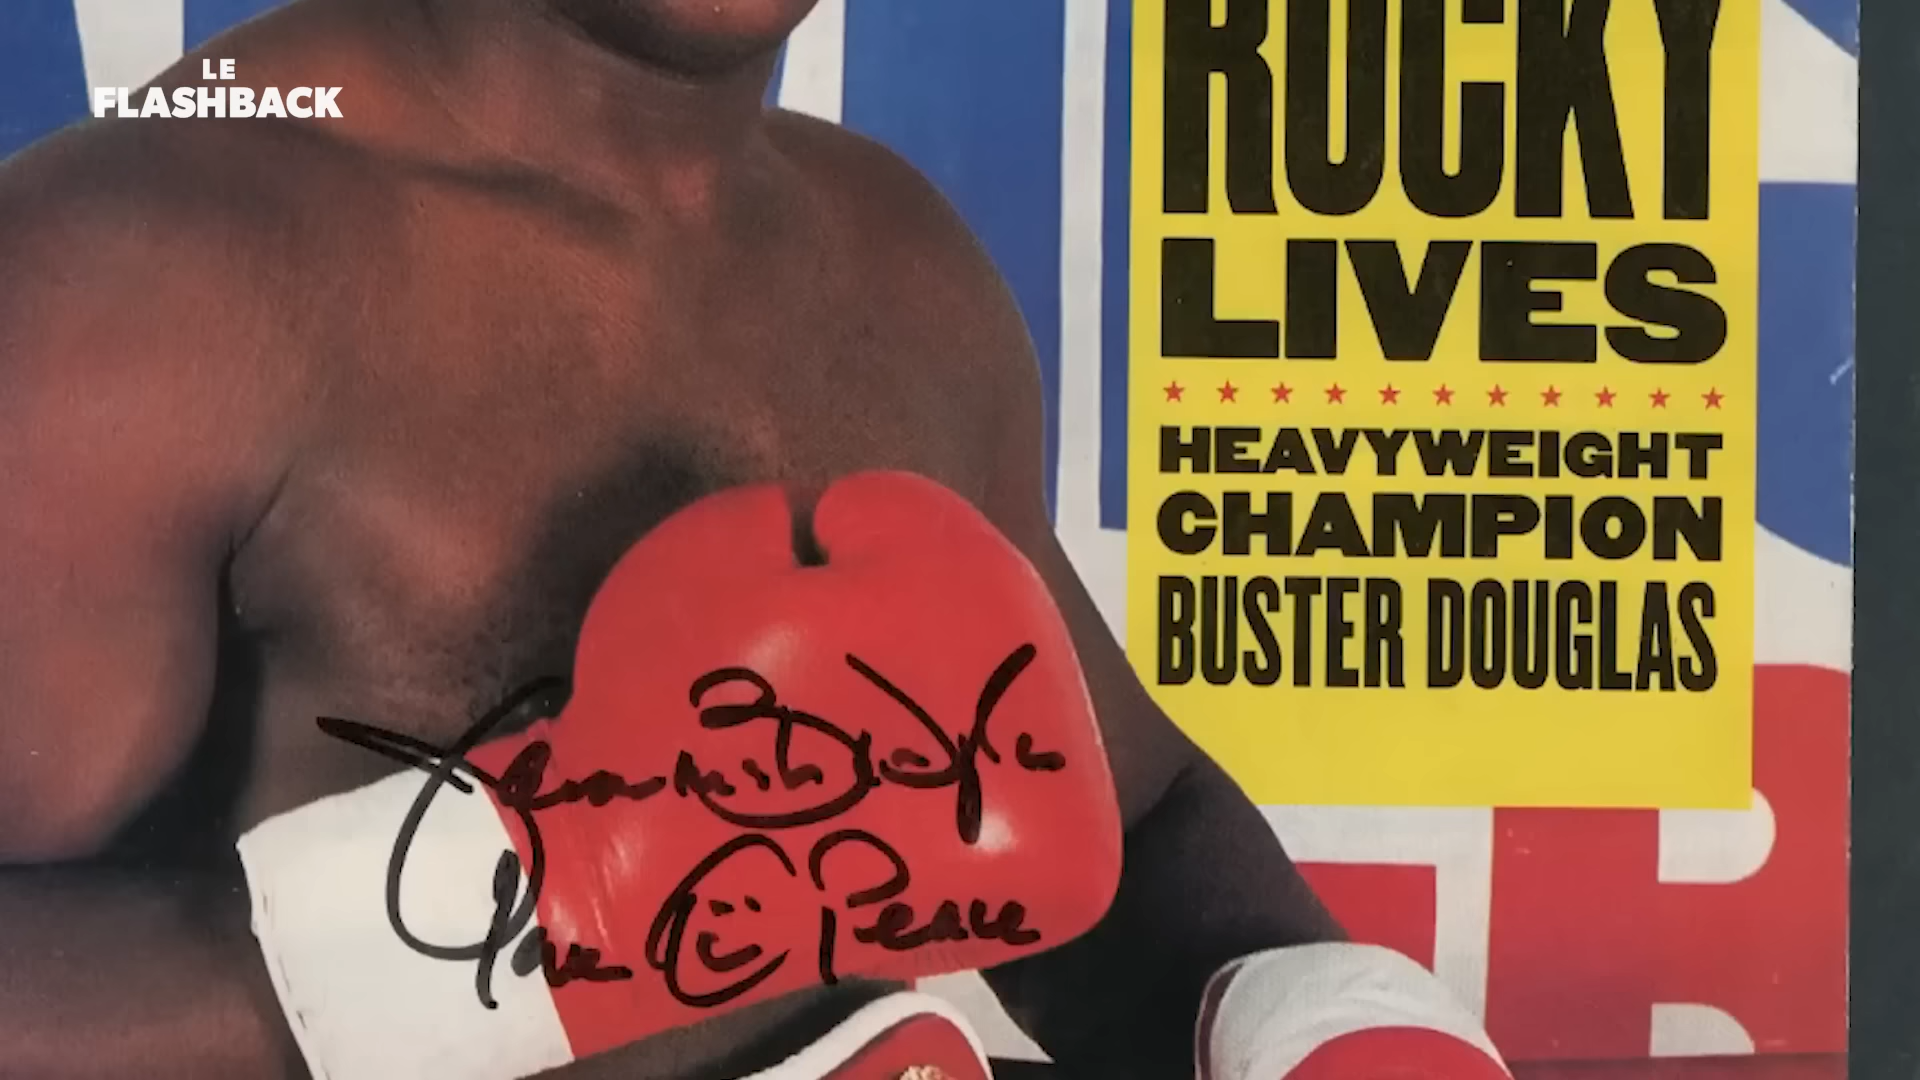 LE
FLASHBACK
ROCKY
LIVES
HEAVYWEIGHT
CHAMPION
BUSTER DOUGLAS
Peace